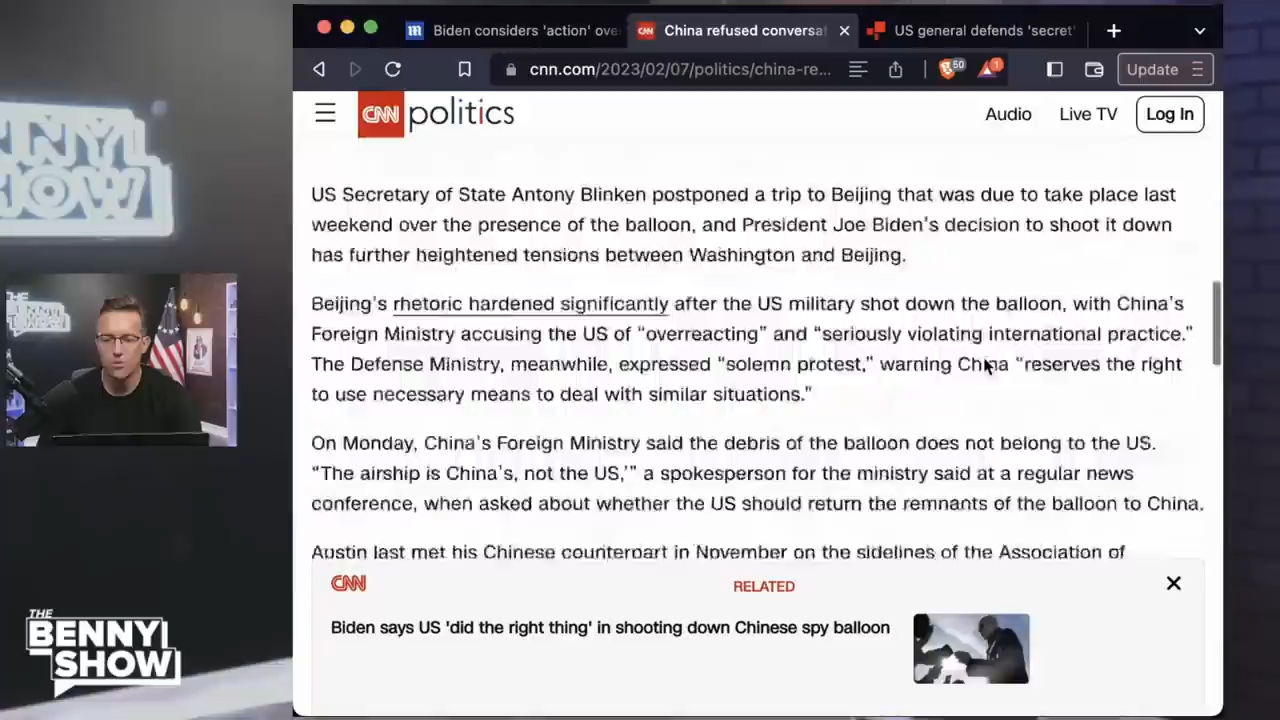 Biden considers 'action' ove
China refused conversat
US general defends 'secret'
cnn.com/2023/02/07/politics/china-re...
50
1
Update
CNN politics
Audio
Live TV
Log In
US Secretary of State Antony Blinken postponed a trip to Beijing that was due to take place last
weekend over the presence of the balloon, and President Joe Biden's decision to shoot it down
has further heightened tensions between Washington and Beijing.
Beijing's rhetoric hardened significantly after the US military shot down the balloon, with China's
Foreign Ministry accusing the US of “overreacting” and “seriously violating international practice.”
The Defense Ministry, meanwhile, expressed “solemn protest,” warning China “reserves the right
to use necessary means to deal with similar situations.”
On Monday, China's Foreign Ministry said the debris of the balloon does not belong to the US.
“The airship is China's, not the US,'” a spokesperson for the ministry said at a regular news
conference, when asked about whether the US should return the remnants of the balloon to China.
Austin last met his Chinese counterpart in November on the sidelines of the Association of
CNN
RELATED
Biden says US 'did the right thing' in shooting down Chinese spy balloon
THE
BENNY
SHOW